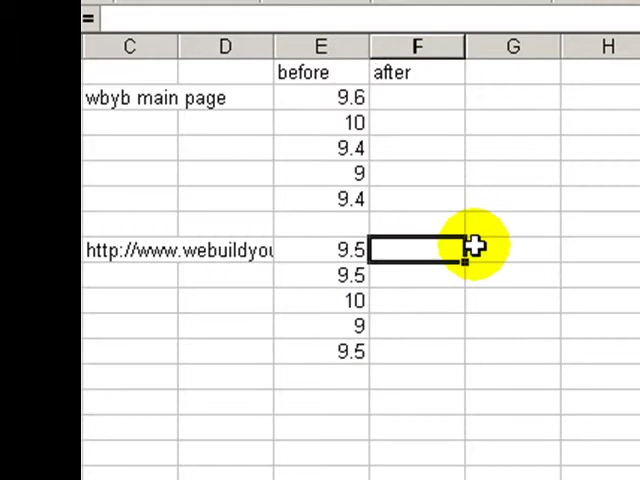 =
C D E F G H
before after
wbyb main page 9.6
10
9.4
9
9.4
http://www.webuildyou 9.5
9.5
10
9
9.5